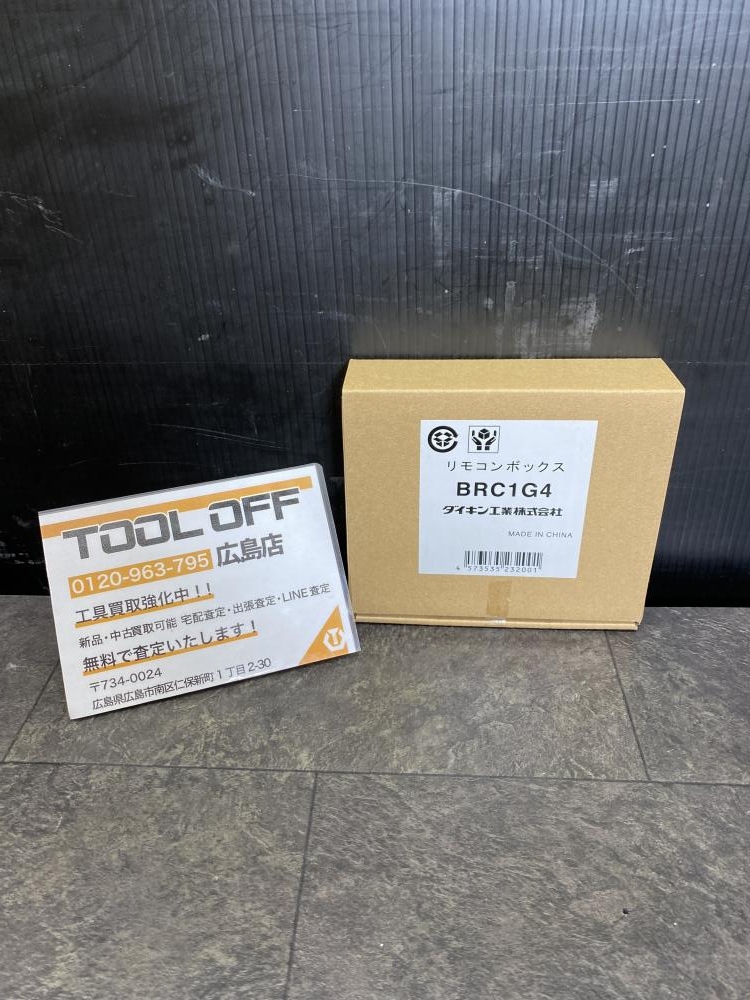 TOOL OFF
0120-963-795 広島店
工具買取強化中！！
新品・中古買取可能 宅配査定・出張査定・LINE査定
無料で査定いたします！
〒734-0024
広島県広島市南区仁保新町１丁目2-30
リモコンボックス
BRC1G4
ダイキン工業株式会社
MADE IN CHINA
4 573535 232001